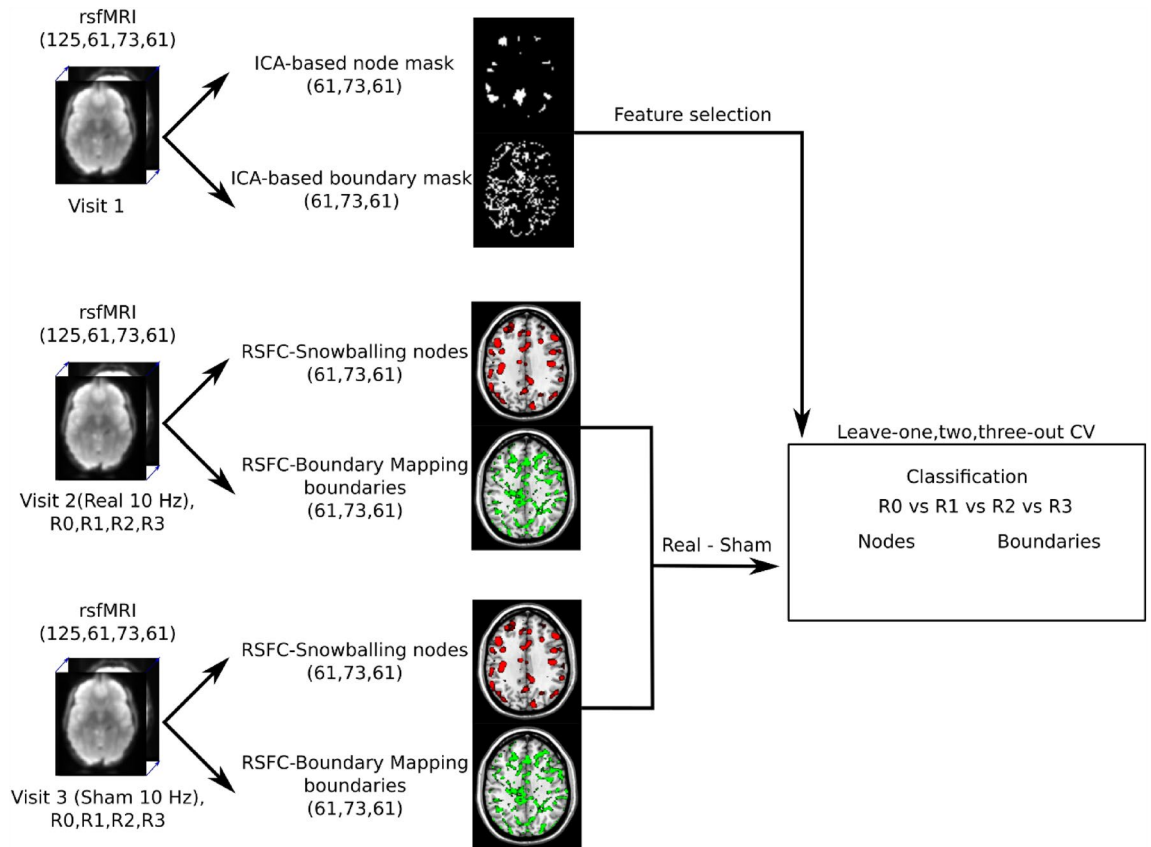 rsfMRI
(125,61,73,61)
Visit 1
ICA-based node mask
(61,73,61)
ICA-based boundary mask
(61,73,61)
Feature selection
rsfMRI
(125,61,73,61)
Visit 2(Real 10 Hz),
R0,R1,R2,R3
RSFC-Snowballing nodes
(61,73,61)
RSFC-Boundary Mapping
boundaries
(61,73,61)
rsfMRI
(125,61,73,61)
Visit 3 (Sham 10 Hz),
R0,R1,R2,R3
RSFC-Snowballing nodes
(61,73,61)
RSFC-Boundary Mapping
boundaries
(61,73,61)
Real - Sham
Leave-one,two,three-out CV
Classification
R0 vs R1 vs R2 vs R3
Nodes Boundaries